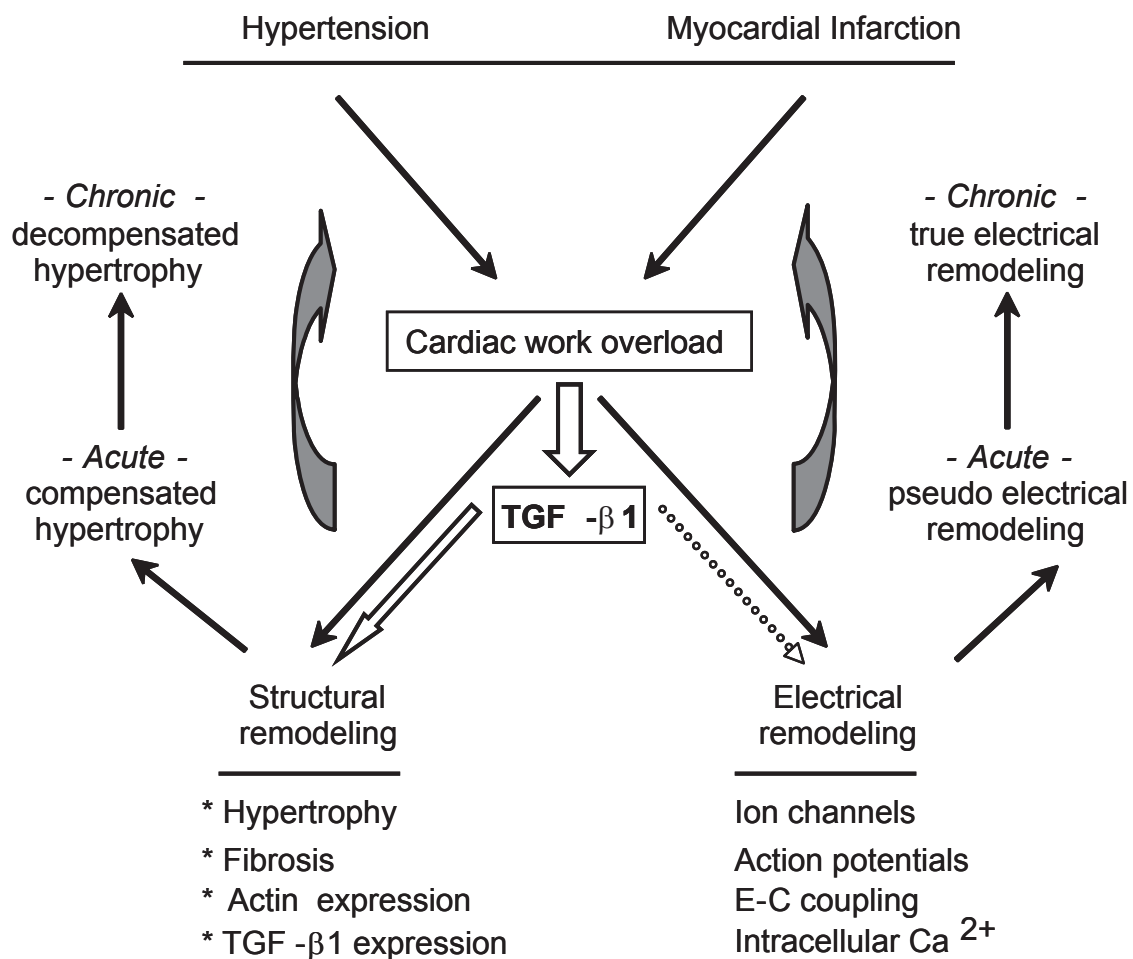 Hypertension
Myocardial Infarction
- Chronic -
decompensated
hypertrophy
- Chronic -
true electrical
remodeling
Cardiac work overload
- Acute -
compensated
hypertrophy
- Acute -
pseudo electrical
remodeling
TGF -β1
Structural
remodeling
Electrical
remodeling
* Hypertrophy
* Fibrosis
* Actin expression
* TGF -β1 expression
Ion channels
Action potentials
E-C coupling
Intracellular Ca 2+